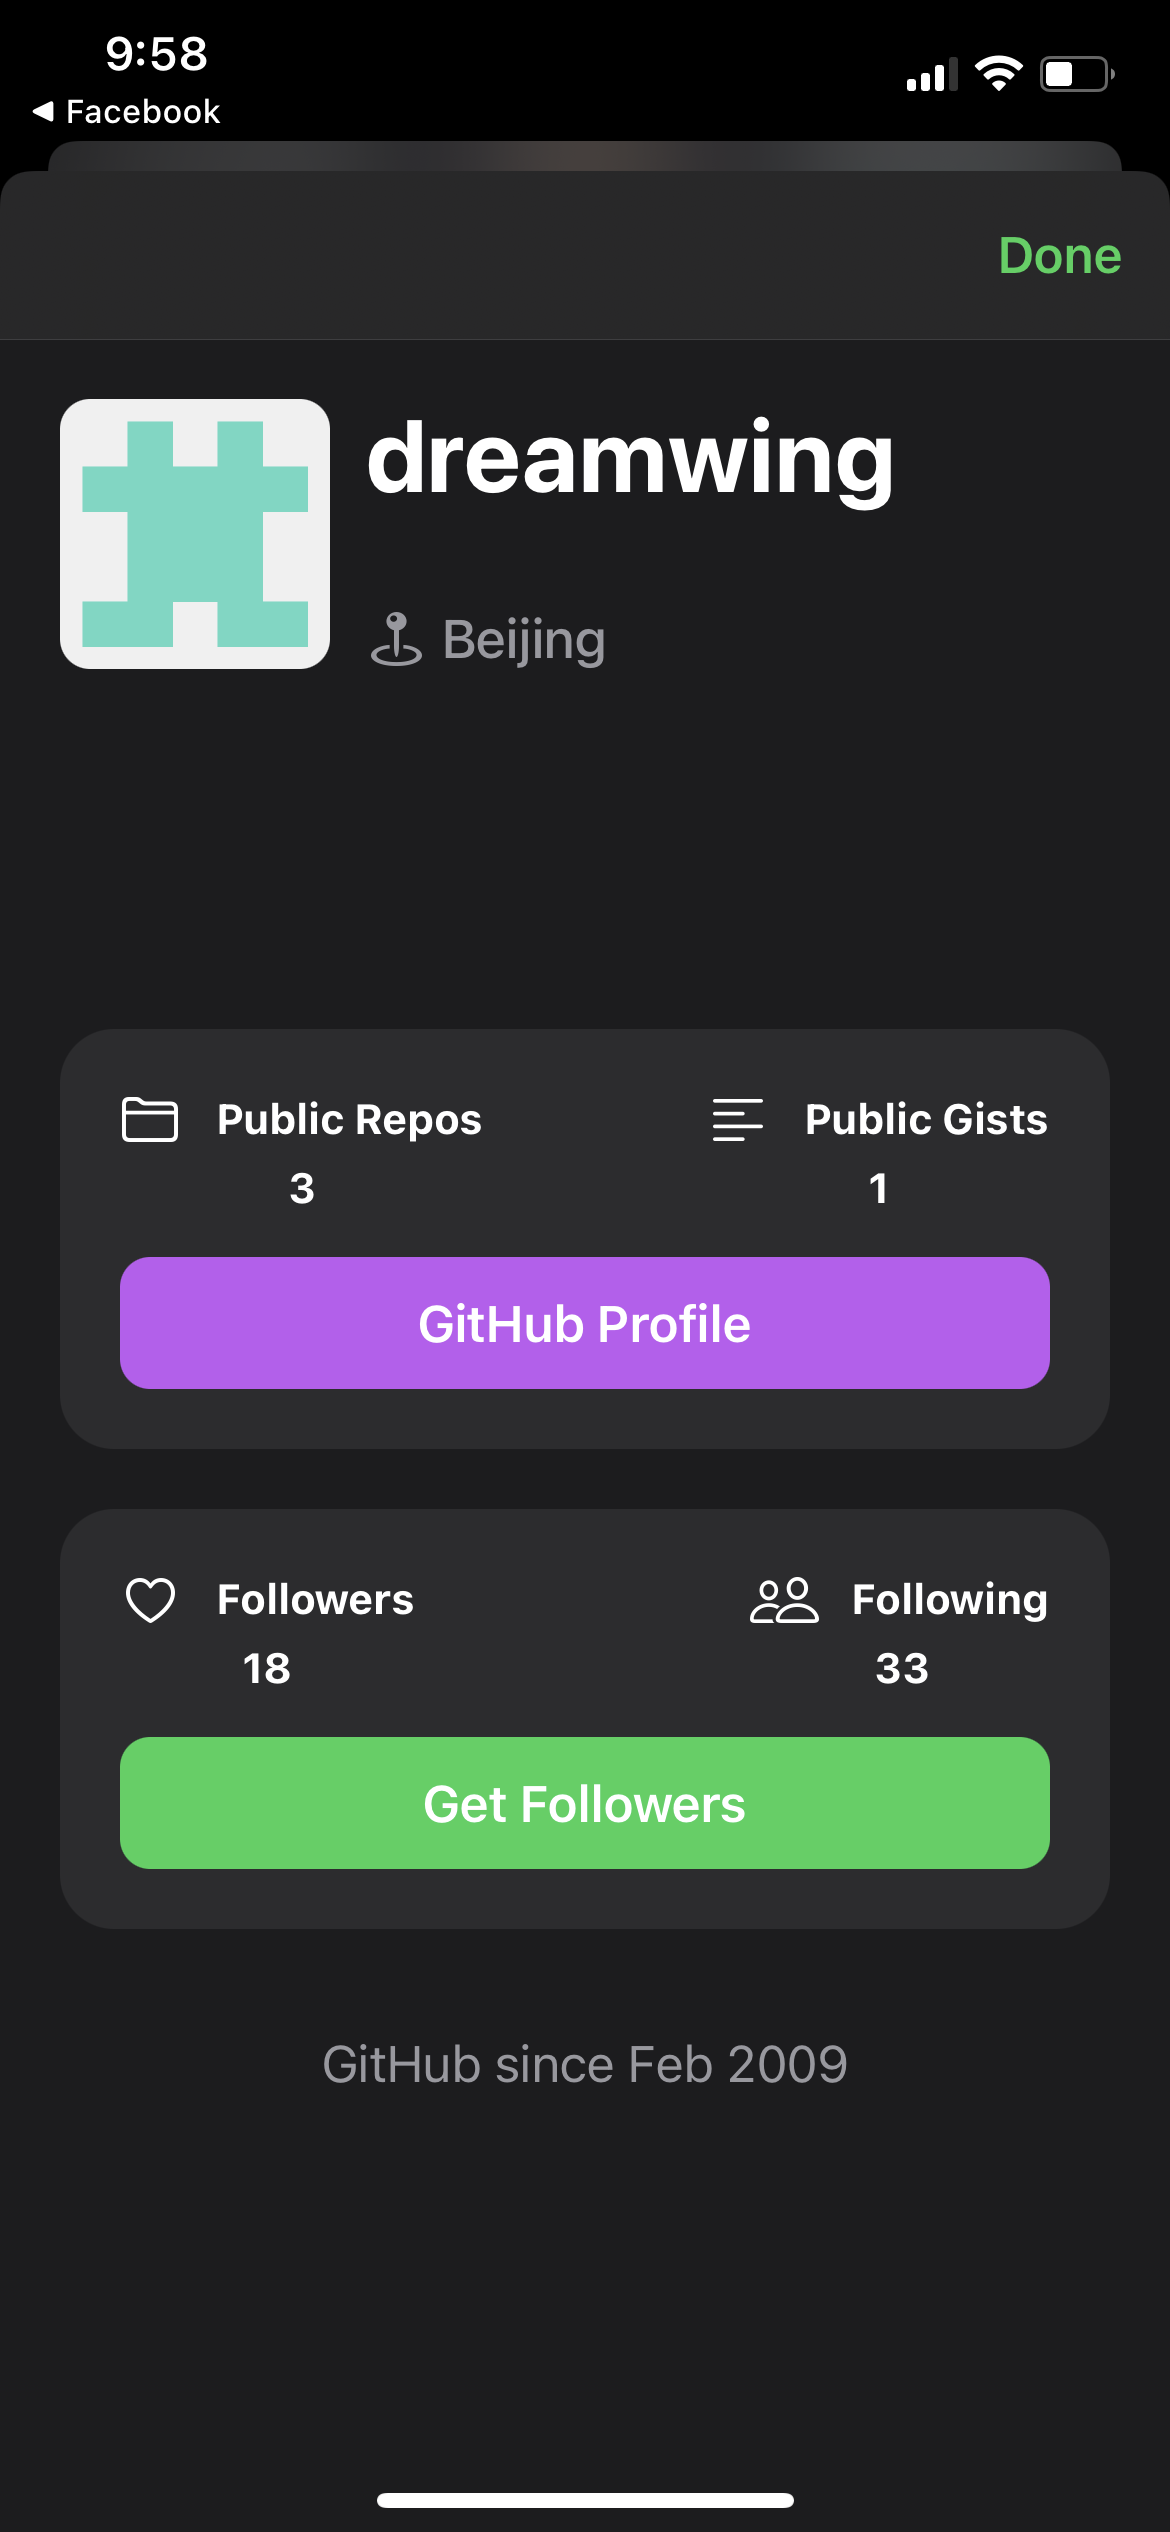 9:58
◀ Facebook
Done
dreamwing
Beijing
Public Repos
3
Public Gists
1
GitHub Profile
Followers
18
Following
33
Get Followers
GitHub since Feb 2009